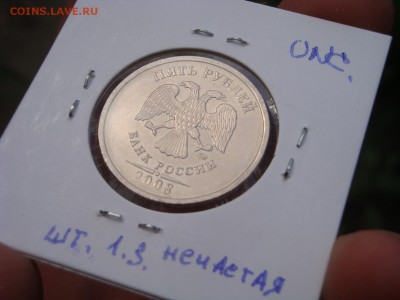 COINS.LAVE.RU
UNC.
ПЯТЬ РУБЛЕЙ
БАНК РОССИИ
2008
ШТ. 1.3. НЕЧАСТАЯ